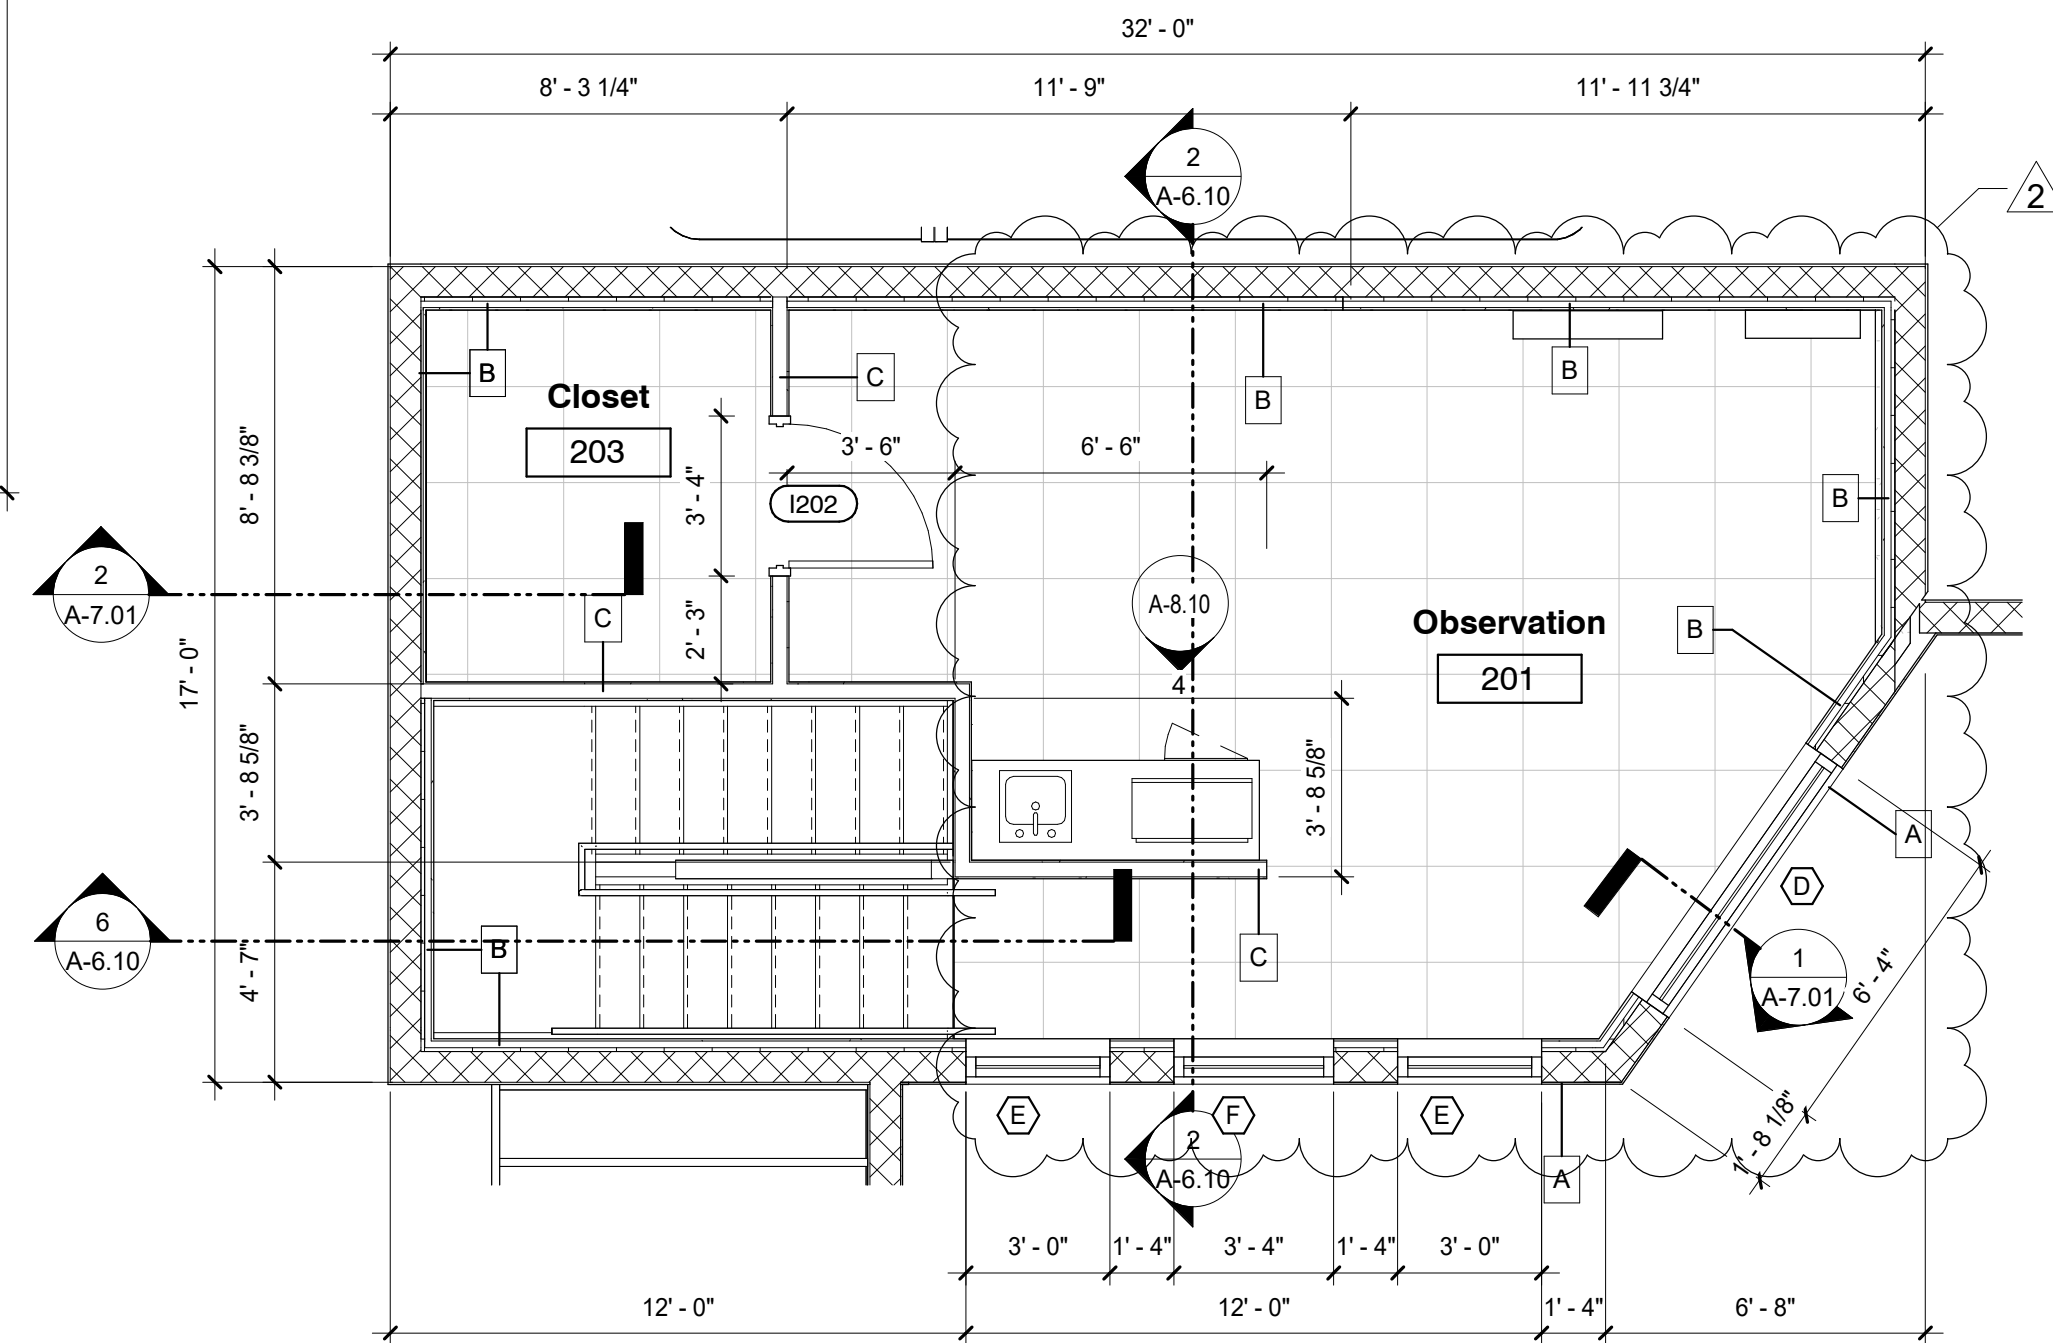 32' - 0"
8' - 3 1/4"
11' - 9"
11' - 11 3/4"
2
A-6.10
2
B
B
C
B
B
Closet
203
3' - 6"
6' - 6"
8' - 8 3/8"
3' - 4"
I202
B
2
A-7.01
C
2' - 3"
A-8.10
4
Observation
201
B
17' - 0"
3' - 8 5/8"
3' - 8 5/8"
A
D
6
A-6.10
B
C
4' - 7"
1
A-7.01
6' - 4"
E
F
E
1' - 8 1/8"
2
A-6.10
A
3' - 0"
1' - 4"
3' - 4"
1' - 4"
3' - 0"
12' - 0"
12' - 0"
1' - 4"
6' - 8"